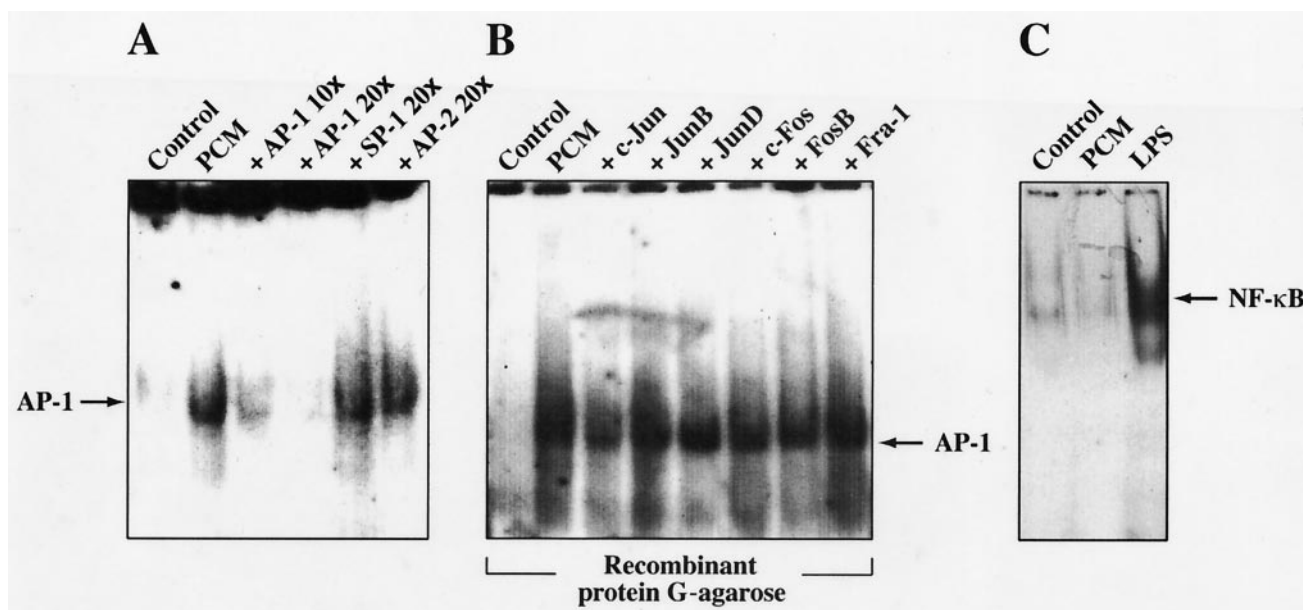 A
B
C
Control
PCM
+ AP-1 10x
+ AP-1 20x
+ SP-1 20x
+ AP-2 20x
Control
PCM
+ c-Jun
+ JunB
+ JunD
+ c-Fos
+ FosB
+ Fra-1
Control
PCM
LPS
AP-1
AP-1
NF-κB
Recombinant
protein G-agarose